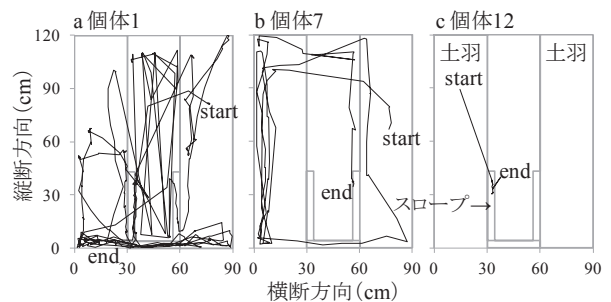 a 個体1
b 個体7
c 個体12
120
90
60
30
0
縦断方向(cm)
start
end
start
end
土羽
土羽
start
end
スロープ→
0 30 60 90
0 30 60 90
0 30 60 90
横断方向(cm)